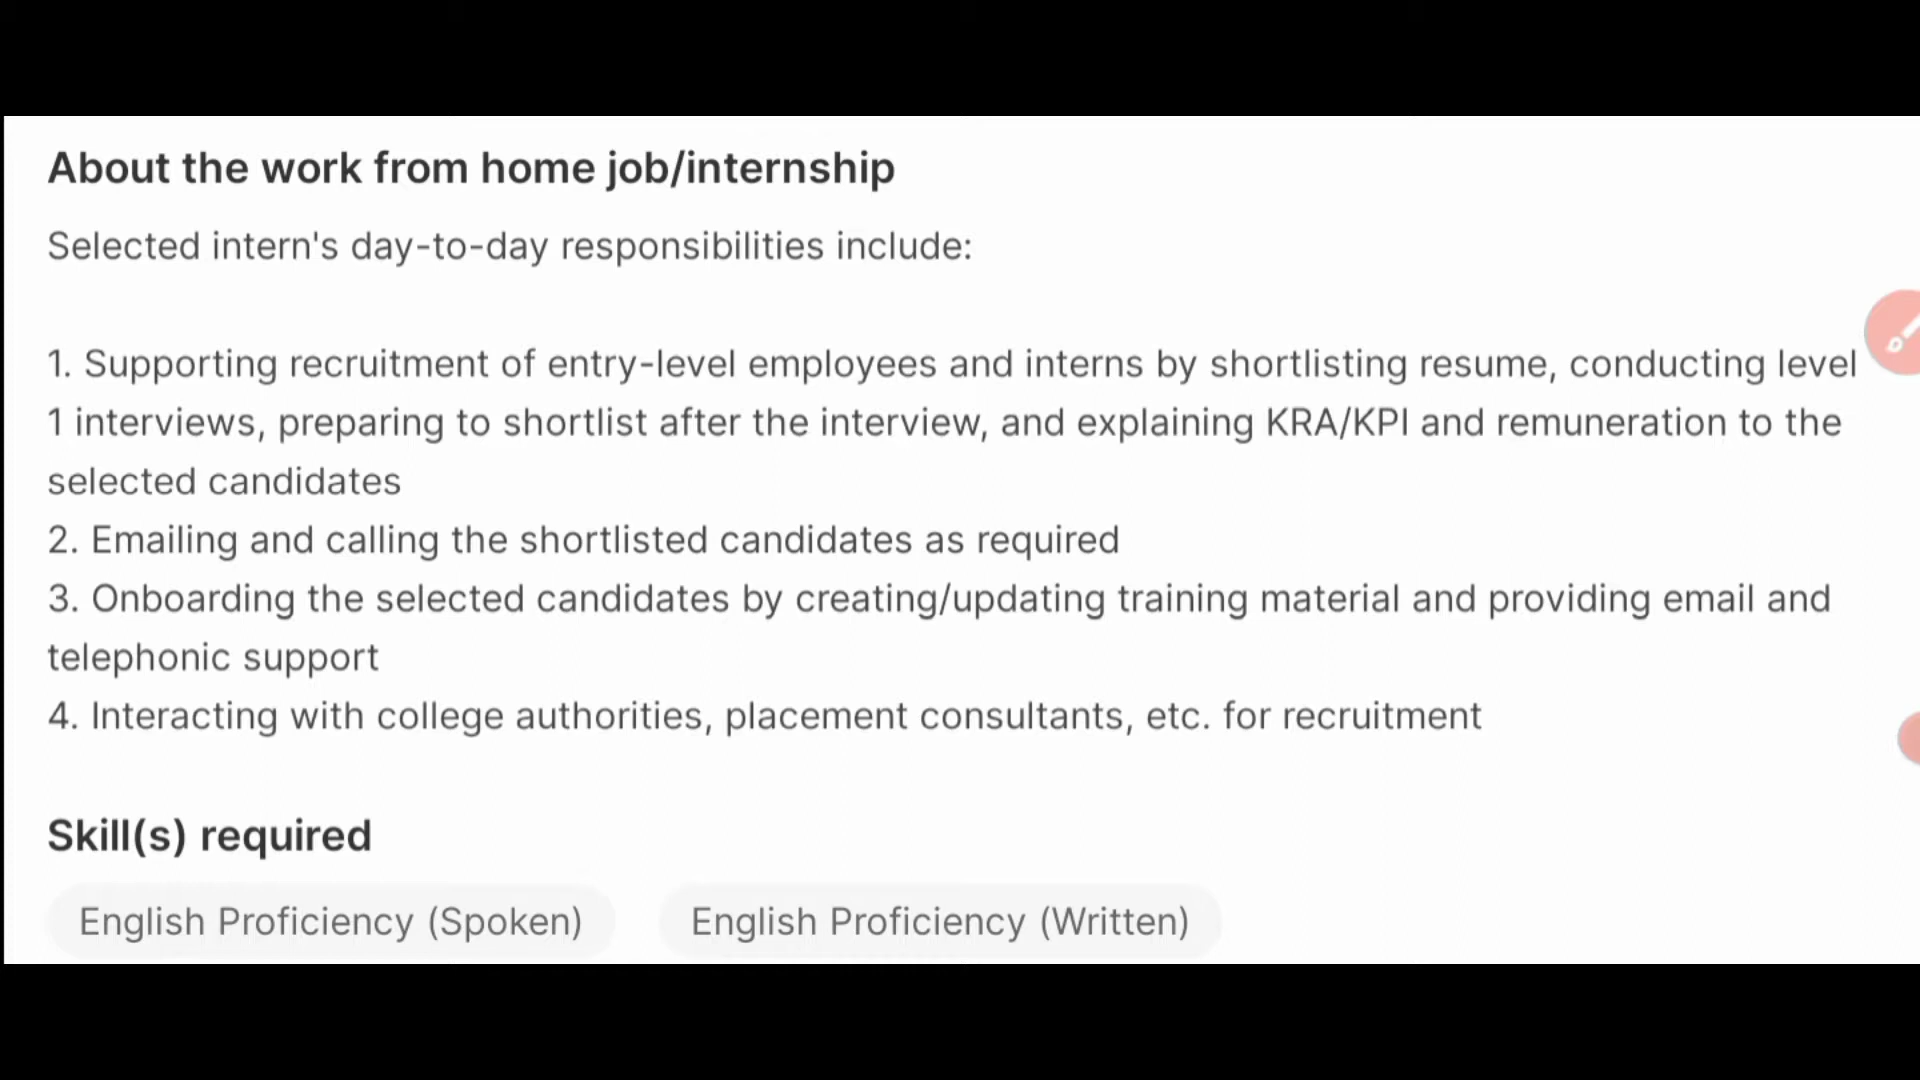 About the work from home job/internship
Selected intern's day-to-day responsibilities include:
1. Supporting recruitment of entry-level employees and interns by shortlisting resume, conducting level
1 interviews, preparing to shortlist after the interview, and explaining KRA/KPI and remuneration to the
selected candidates
2. Emailing and calling the shortlisted candidates as required
3. Onboarding the selected candidates by creating/updating training material and providing email and
telephonic support
4. Interacting with college authorities, placement consultants, etc. for recruitment
Skill(s) required
English Proficiency (Spoken) English Proficiency (Written)